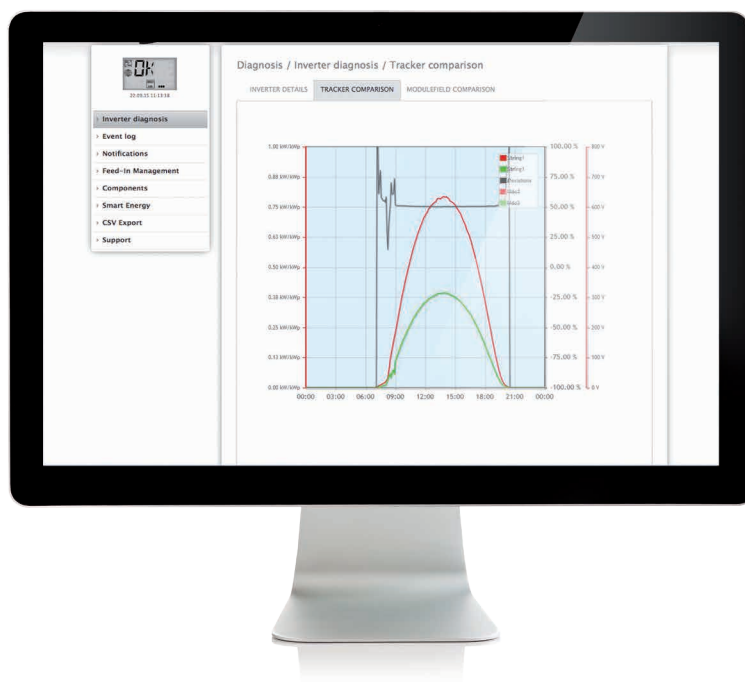 OK
Diagnosis / Inverter diagnosis / Tracker comparison
INVERTER DETAILS TRACKER COMPARISON MODULEFIELD COMPARISON
› Inverter diagnosis
› Event log
› Notifications
› Feed-In Management
› Components
› Smart Energy
› CSV Export
› Support
1.00 kW/kWp 100.00 % 800 V
0.88 kW/kWp 75.00 % 700 V
0.75 kW/kWp 50.00 % 600 V
0.63 kW/kWp 25.00 % 500 V
0.50 kW/kWp 0.00 % 400 V
0.38 kW/kWp -25.00 % 300 V
0.25 kW/kWp -50.00 % 200 V
0.13 kW/kWp -75.00 % 100 V
0.00 kW/kWp -100.00 % 0 V
String1
Deviations
00:00 03:00 06:00 09:00 12:00 15:00 18:00 21:00 00:00